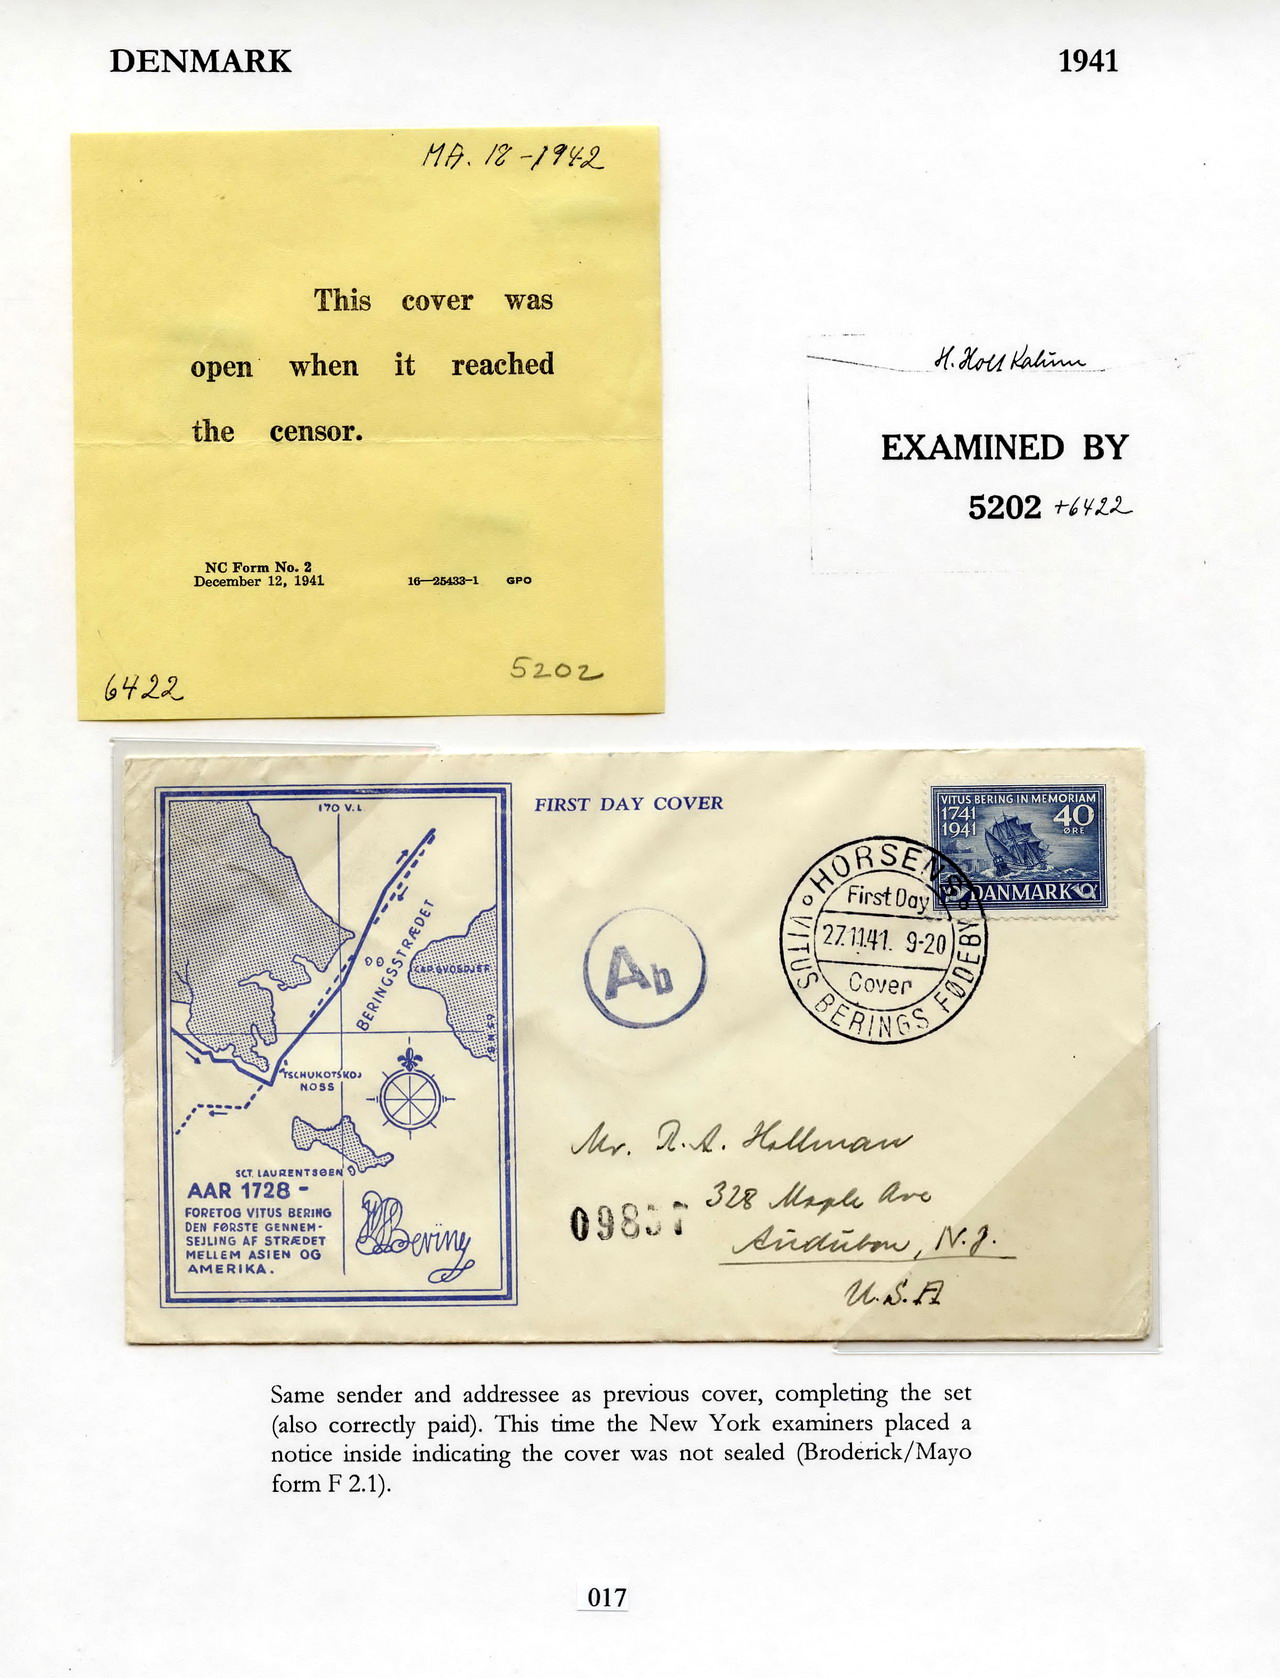 DENMARK
1941
MA. 18-1942
This cover was
open when it reached
the censor.
NC Form No. 2
December 12, 1941
16—25433-1 GPO
6422
5202
EXAMINED BY
5202 +6422
170 V.L
BERINGSSTRÆDET
TSCHUKOTSKOJ
NOSS
SCT. LAURENTSØEN
AAR 1728 -
FORETOG VITUS BERING
DEN FØRSTE GENNEM-
SEJLING AF STRÆDET
MELLEM ASIEN OG
AMERIKA.
Bering
FIRST DAY COVER
Ab
HORSENS
First Day
27.11.41. 9-20
Cover
VITUS BERINGS FØDEBY
VITUS BERING IN MEMORIAM
1741
1941
40
ØRE
DANMARK
Mr. R.A. Hollman
328 Maple Ave
Audubon, N.J.
U.S.A
Same sender and addressee as previous cover, completing the set
(also correctly paid). This time the New York examiners placed a
notice inside indicating the cover was not sealed (Broderick/Mayo
form F 2.1).
017